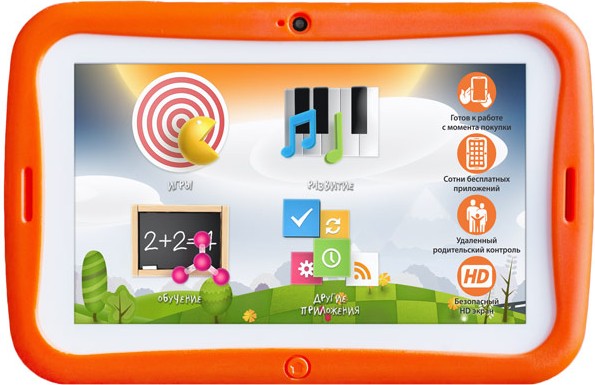 ИГРЫ
РАЗВИТИЕ
2+2=4
ОБУЧЕНИЕ
ДРУГИЕ
ПРИЛОЖЕНИЯ
Готов к работе
с момента покупки
Сотни бесплатных
приложений
Удаленный
родительский контроль
HD
Безопасный
HD экран